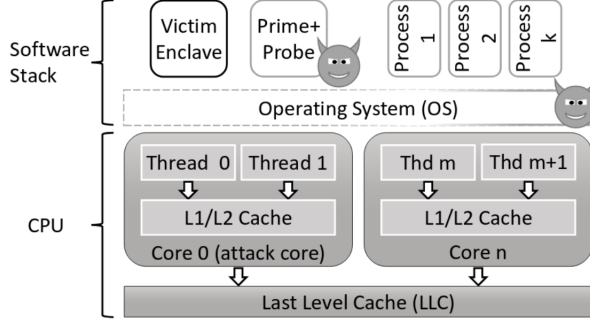 Software
Stack
Victim
Enclave
Prime+
Probe
Process
1
Process
2
Process
k
Operating System (OS)
CPU
Thread 0
Thread 1
Thd m
Thd m+1
L1/L2 Cache
L1/L2 Cache
Core 0 (attack core)
Core n
Last Level Cache (LLC)